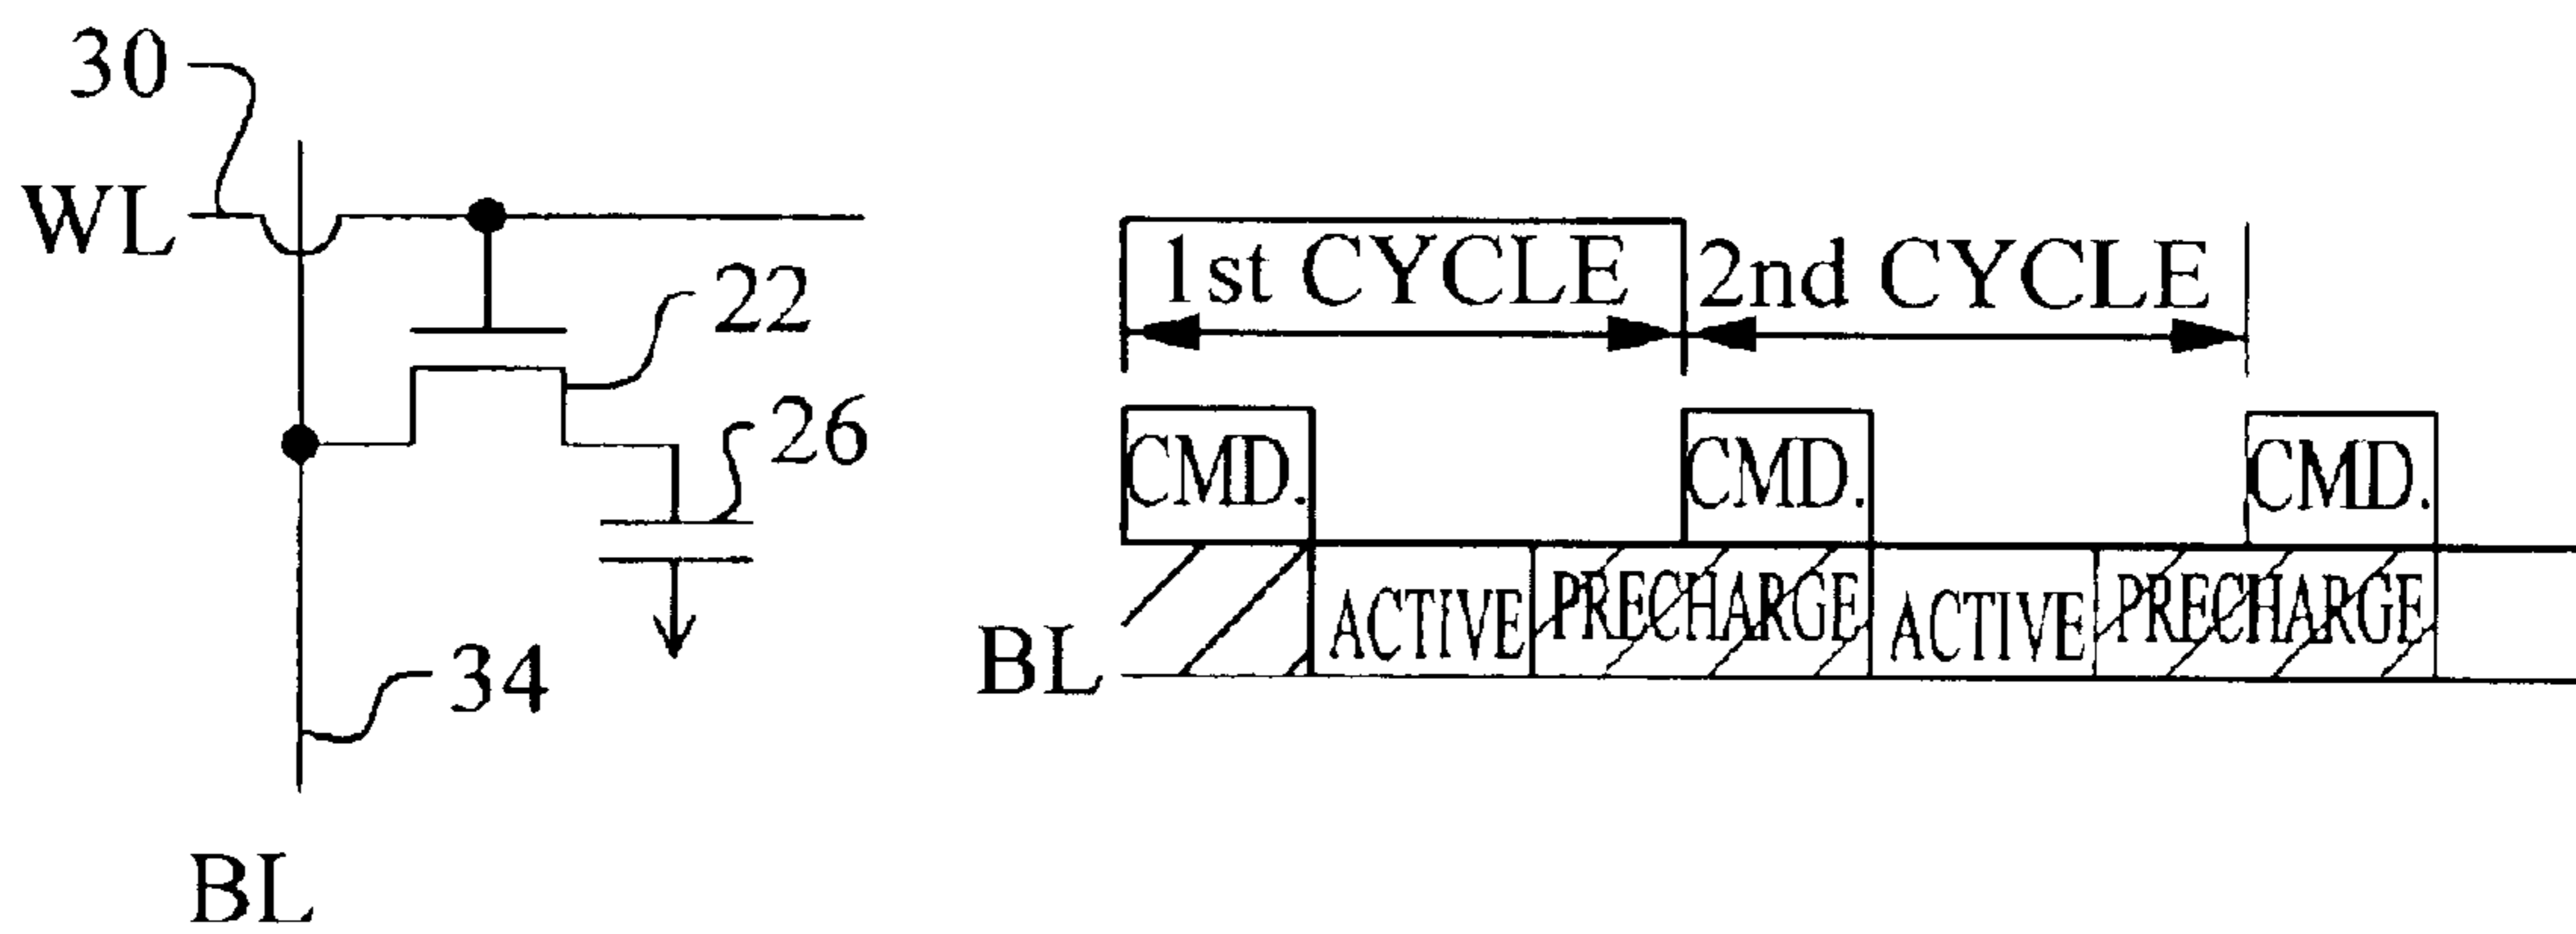 30
WL
22
26
34
BL
1st CYCLE 2nd CYCLE
CMD. CMD. CMD.
BL ACTIVE PRECHARGE ACTIVE PRECHARGE